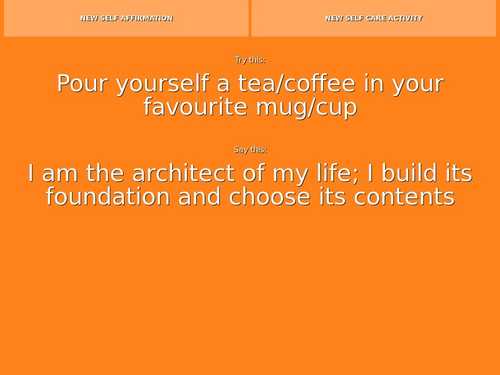 NEW SELF AFFIRMATION
NEW SELF CARE ACTIVITY
Try this:
Pour yourself a tea/coffee in your
favourite mug/cup
Say this:
I am the architect of my life; I build its
foundation and choose its contents